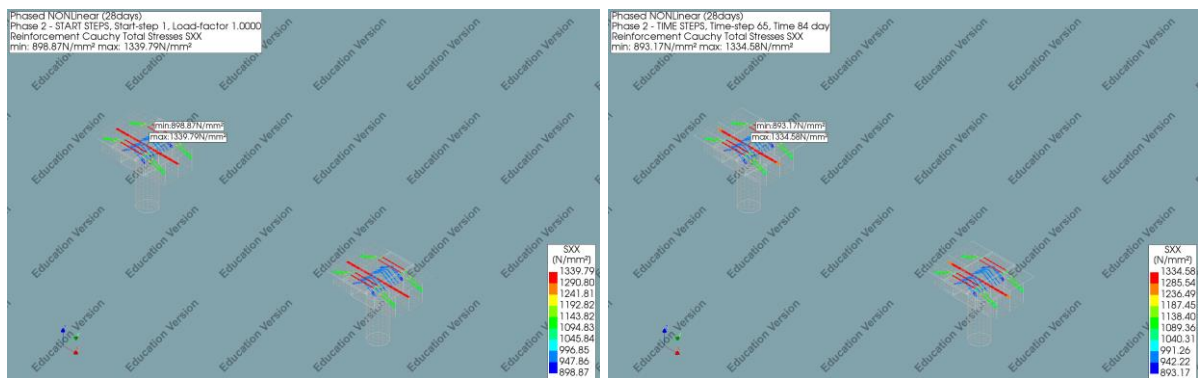 Phased NONLinear (28days)
Phase 2 - START STEPS, Start-step 1, Load-factor 1.0000
Reinforcement Cauchy Total Stresses SXX
min: 898.87N/mm² max: 1339.79N/mm²
min:898.87N/mm²
max:1339.79N/mm²
SXX
(N/mm²)
1339.79
1290.80
1241.81
1192.82
1143.82
1094.83
1045.84
996.85
947.86
898.87
Education Version
Phased NONLinear (28days)
Phase 2 - TIME STEPS, Time-step 65, Time 84 day
Reinforcement Cauchy Total Stresses SXX
min: 893.17N/mm² max: 1334.58N/mm²
min:893.17N/mm²
max:1334.58N/mm²
SXX
(N/mm²)
1334.58
1285.54
1236.49
1187.45
1138.40
1089.36
1040.31
991.26
942.22
893.17
Education Version